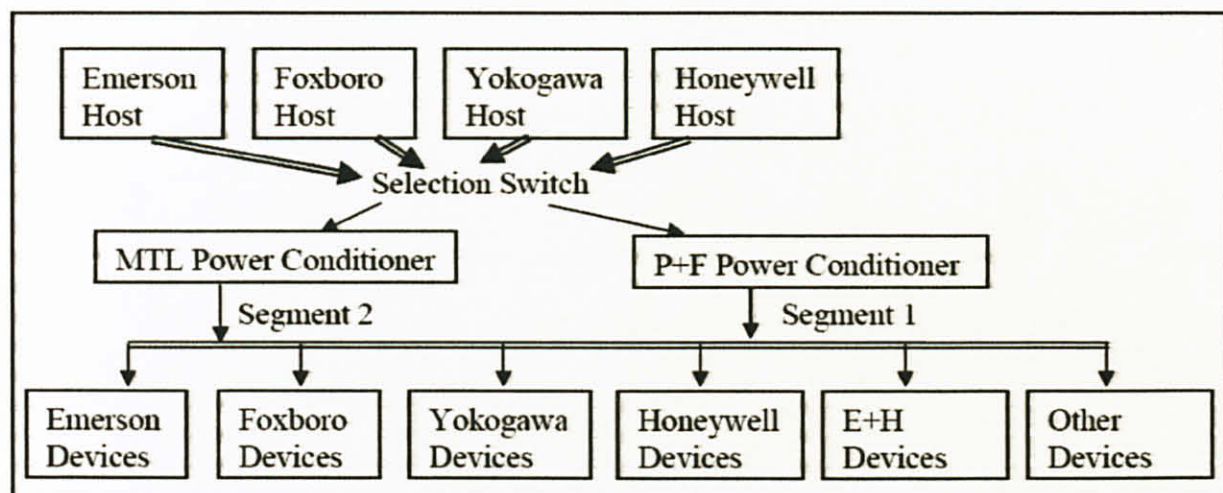 Emerson Host
Foxboro Host
Yokogawa Host
Honeywell Host
Selection Switch
MTL Power Conditioner
P+F Power Conditioner
Segment 2
Segment 1
Emerson Devices
Foxboro Devices
Yokogawa Devices
Honeywell Devices
E+H Devices
Other Devices